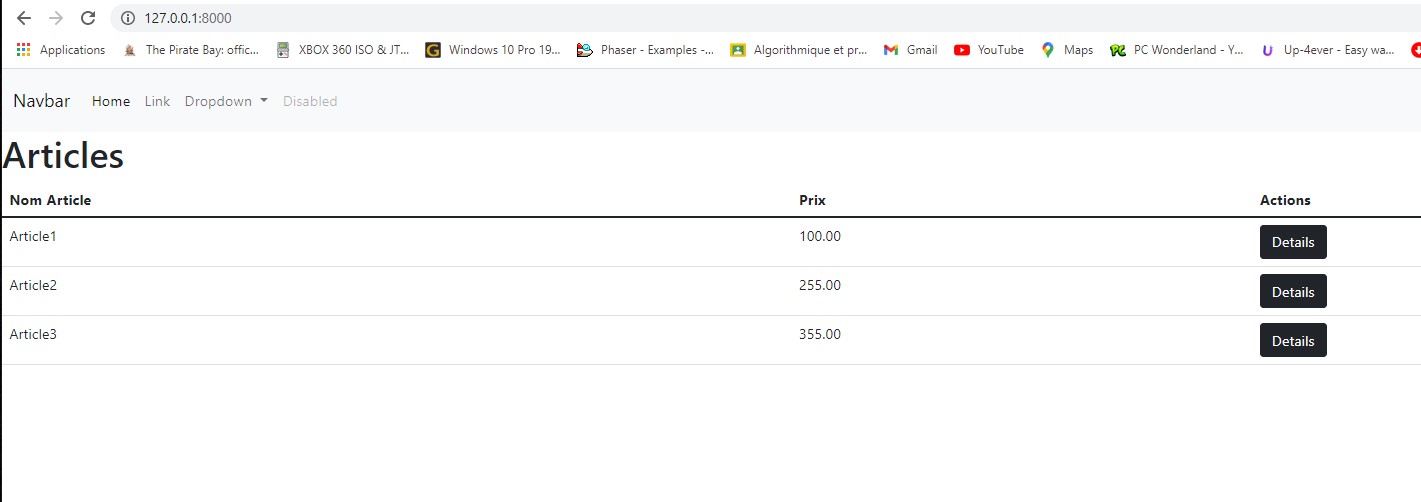 127.0.0.1:8000
Applications The Pirate Bay: offic... XBOX 360 ISO & JT... Windows 10 Pro 19... Phaser - Examples -... Algorithmique et pr... Gmail YouTube Maps PC Wonderland - Y... Up-4ever - Easy wa...
Navbar Home Link Dropdown Disabled
Articles
Nom Article Prix Actions
Article1 100.00 Details
Article2 255.00 Details
Article3 355.00 Details